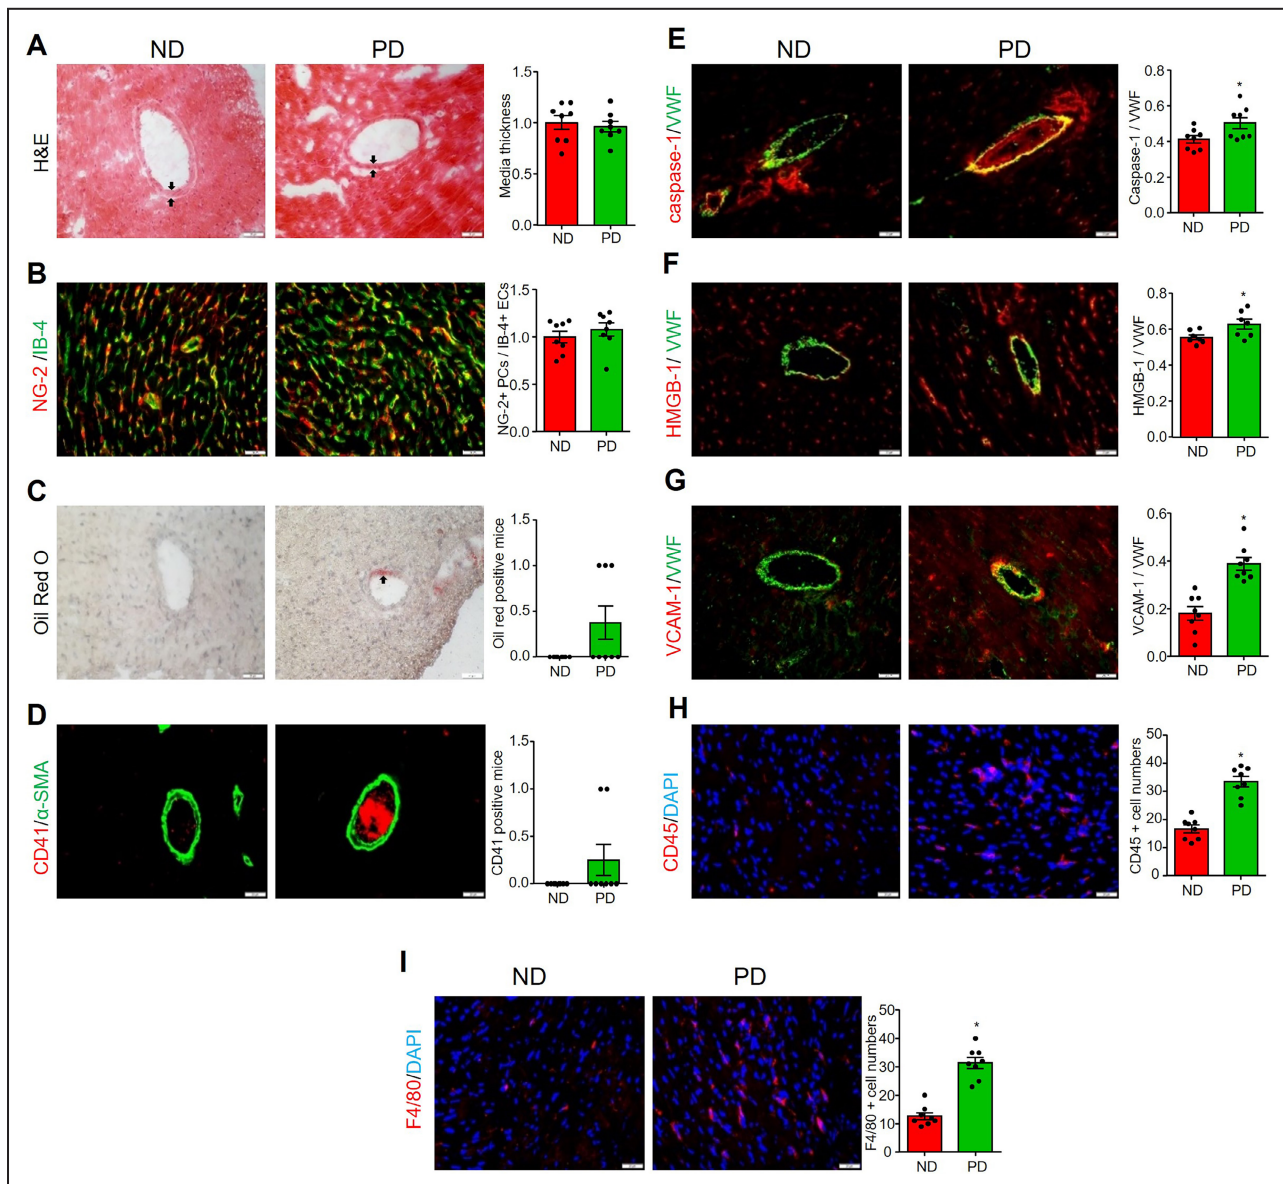 A
ND
PD
H&E
Media thickness
1.5
1.0
0.5
0.0
ND
PD
B
NG-2 /IB-4
NG-2+ PCs / IB-4+ ECs
1.5
1.0
0.5
0.0
ND
PD
C
Oil Red O
Oil red positive mice
1.5
1.0
0.5
0.0
ND
PD
D
CD41/α-SMA
CD41 positive mice
1.5
1.0
0.5
0.0
ND
PD
E
ND
PD
caspase-1/VWF
Caspase-1 / VWF
0.8
0.6
0.4
0.2
0.0
*
ND
PD
F
HMGB-1/ VWF
HMGB-1 / VWF
0.8
0.6
0.4
0.2
0.0
*
ND
PD
G
VCAM-1/VWF
VCAM-1 / VWF
0.6
0.4
0.2
0.0
*
ND
PD
H
CD45/DAPI
CD45 + cell numbers
50
40
30
20
10
0
*
ND
PD
I
ND
PD
F4/80/DAPI
F4/80 + cell numbers
50
40
30
20
10
0
*
ND
PD